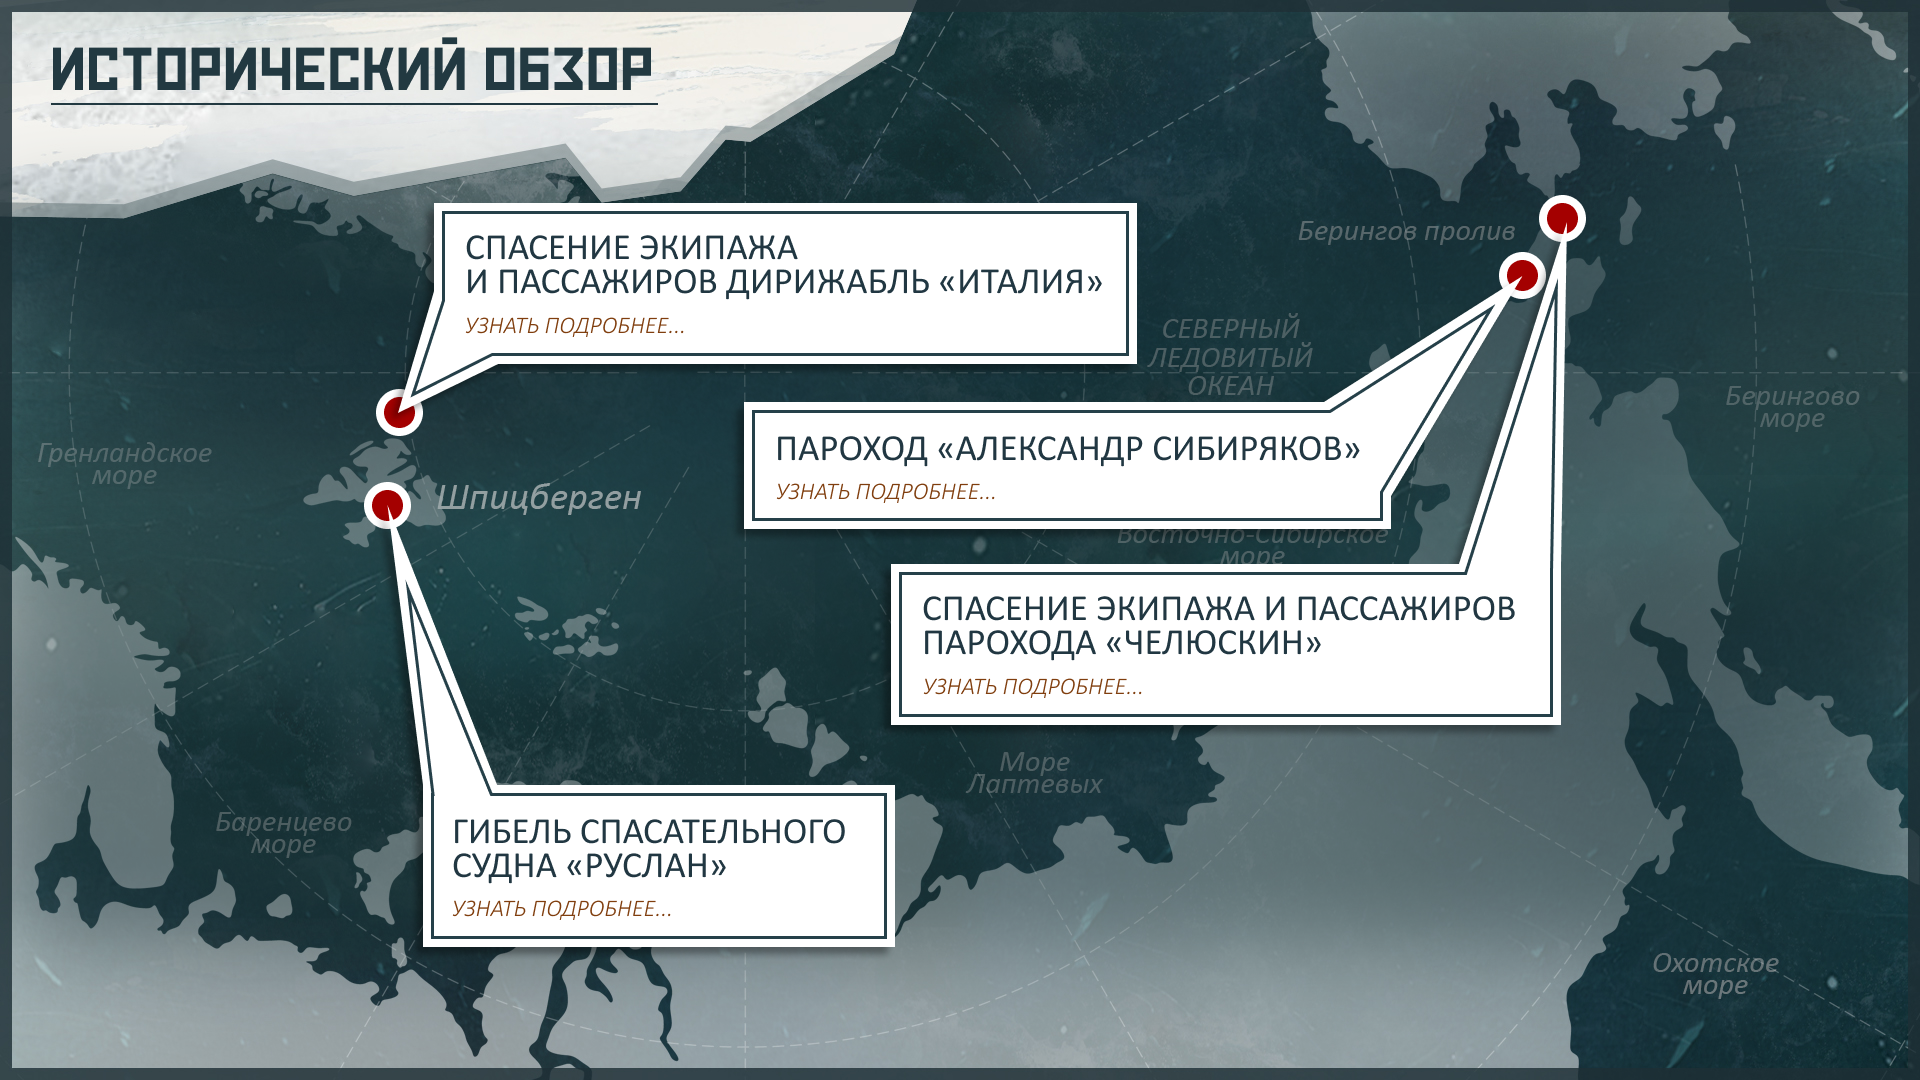 ИСТОРИЧЕСКИЙ ОБЗОР
СПАСЕНИЕ ЭКИПАЖА
И ПАССАЖИРОВ ДИРИЖАБЛЬ «ИТАЛИЯ»
УЗНАТЬ ПОДРОБНЕЕ...
Берингов пролив
СЕВЕРНЫЙ
ЛЕДОВИТЫЙ
ОКЕАН
Берингово
море
Гренландское
море
Шпицберген
ПАРОХОД «АЛЕКСАНДР СИБИРЯКОВ»
УЗНАТЬ ПОДРОБНЕЕ...
Восточно-Сибирское
море
СПАСЕНИЕ ЭКИПАЖА И ПАССАЖИРОВ
ПАРОХОДА «ЧЕЛЮСКИН»
УЗНАТЬ ПОДРОБНЕЕ...
Море
Лаптевых
Баренцево
море
ГИБЕЛЬ СПАСАТЕЛЬНОГО
СУДНА «РУСЛАН»
УЗНАТЬ ПОДРОБНЕЕ...
Охотское
море